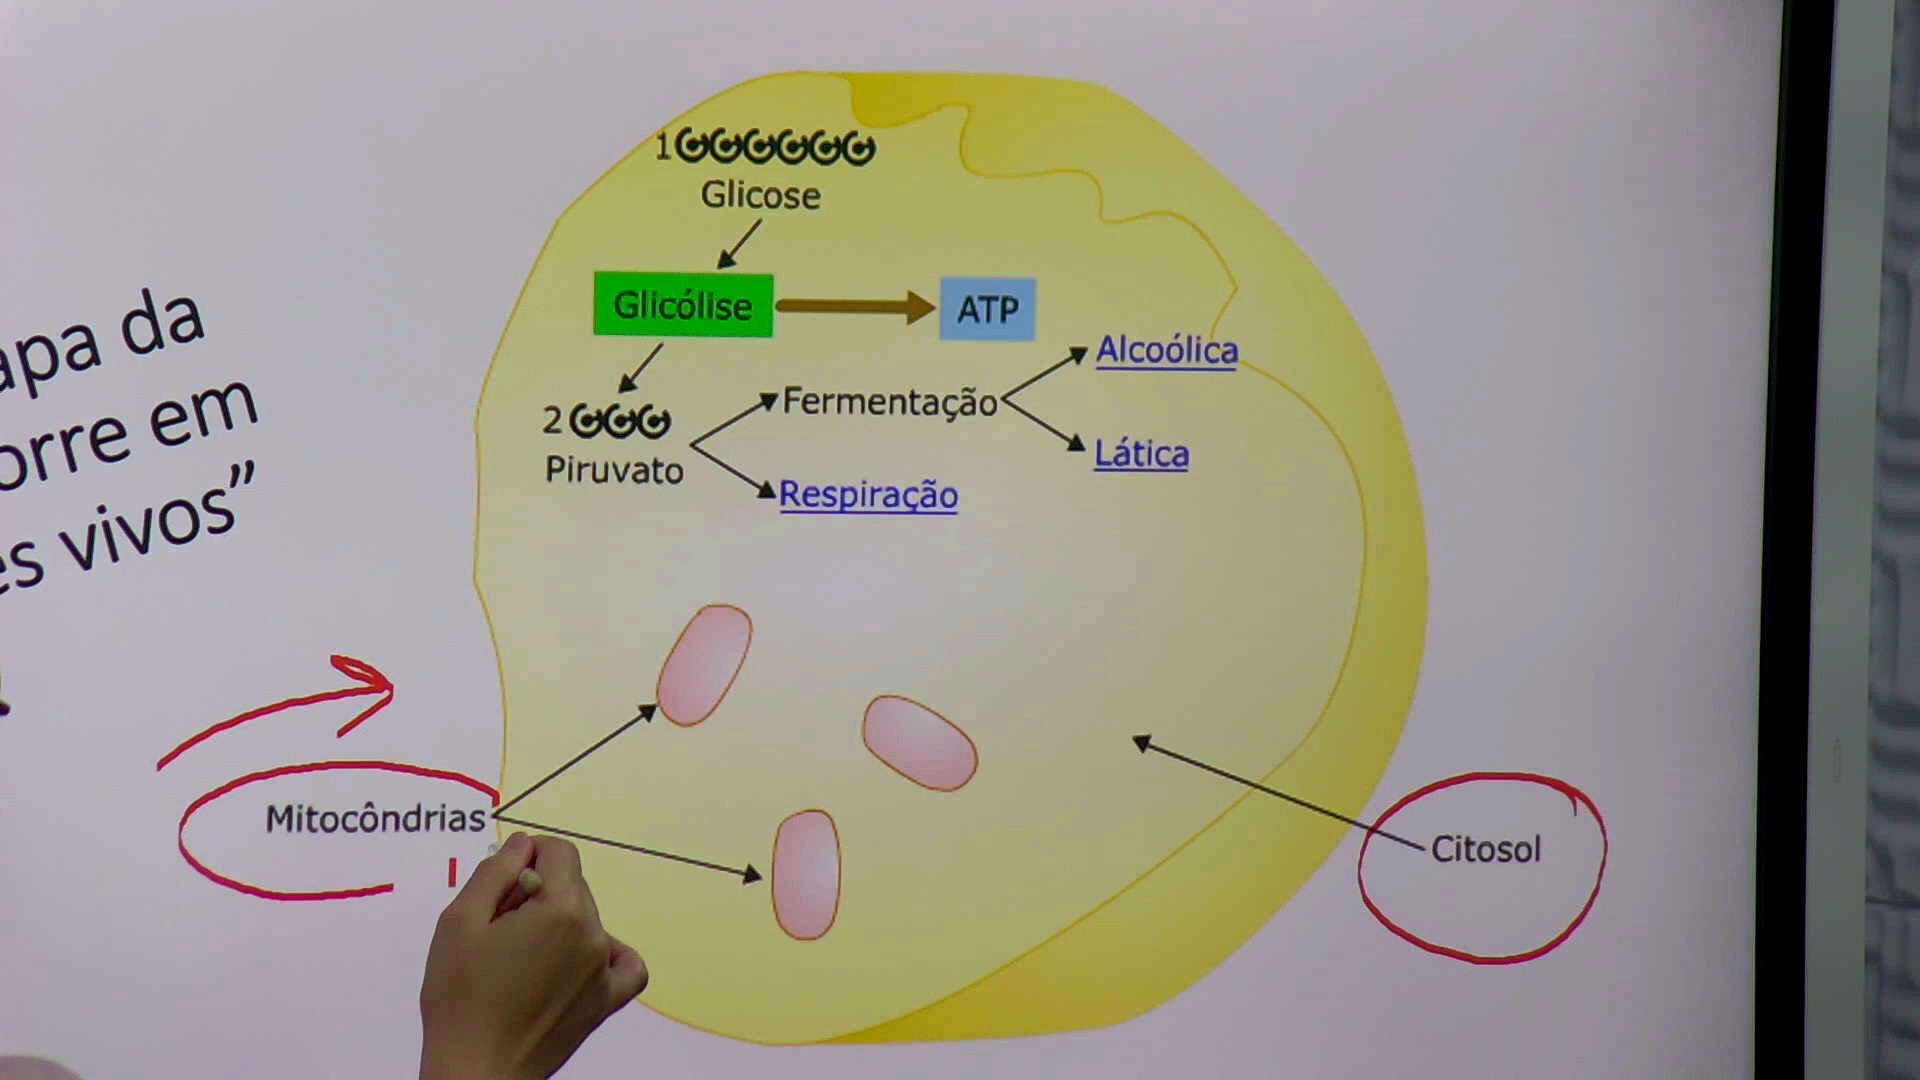 apa da
orre em
es vivos”
1
Glicose
Glicólise
ATP
Alcoólica
Fermentação
2
Piruvato
Lática
Respiração
Mitocôndrias
Citosol